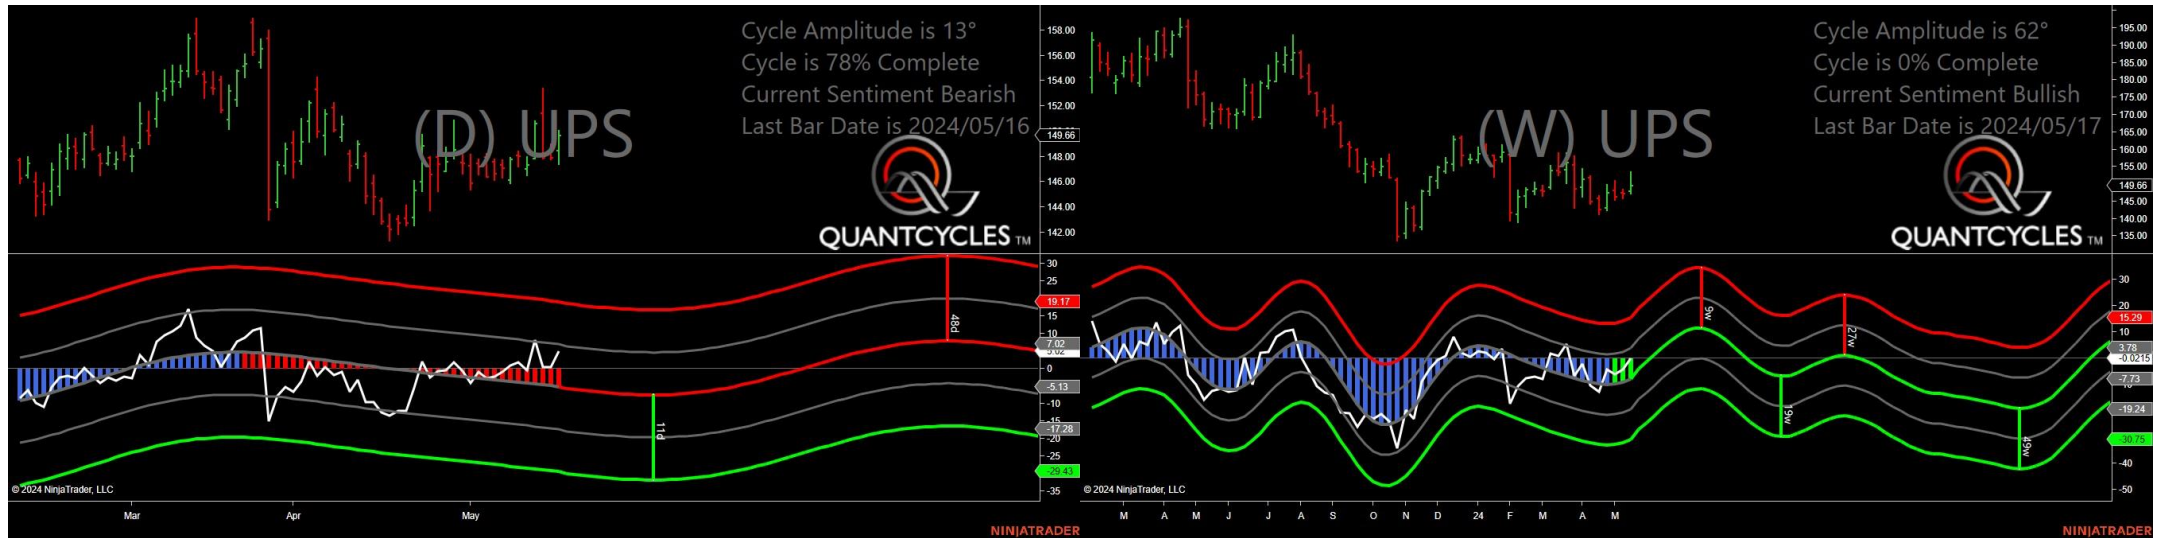 Cycle Amplitude is 13°
Cycle is 78% Complete
Current Sentiment Bearish
Last Bar Date is 2024/05/16
(D) UPS
QUANTCYCLES TM
158.00
156.00
154.00
152.00
149.66
148.00
146.00
144.00
142.00
30
25
19.17
15
10
7.02
5.02
0
-5.13
-10
-15
-17.28
-20
-25
-29.43
-35
48d
11d
© 2024 NinjaTrader, LLC
Mar
Apr
May
NINJATRADER
Cycle Amplitude is 62°
Cycle is 0% Complete
Current Sentiment Bullish
Last Bar Date is 2024/05/17
(W) UPS
QUANTCYCLES TM
195.00
190.00
185.00
180.00
175.00
170.00
165.00
160.00
155.00
149.66
145.00
140.00
135.00
30
20
15.29
10
3.78
-0.0215
-7.73
-19.24
-30.75
-40
-50
9w
19w
27w
49w
© 2024 NinjaTrader, LLC
M A M J J A S O N D 24 F M A M
NINJATRADER